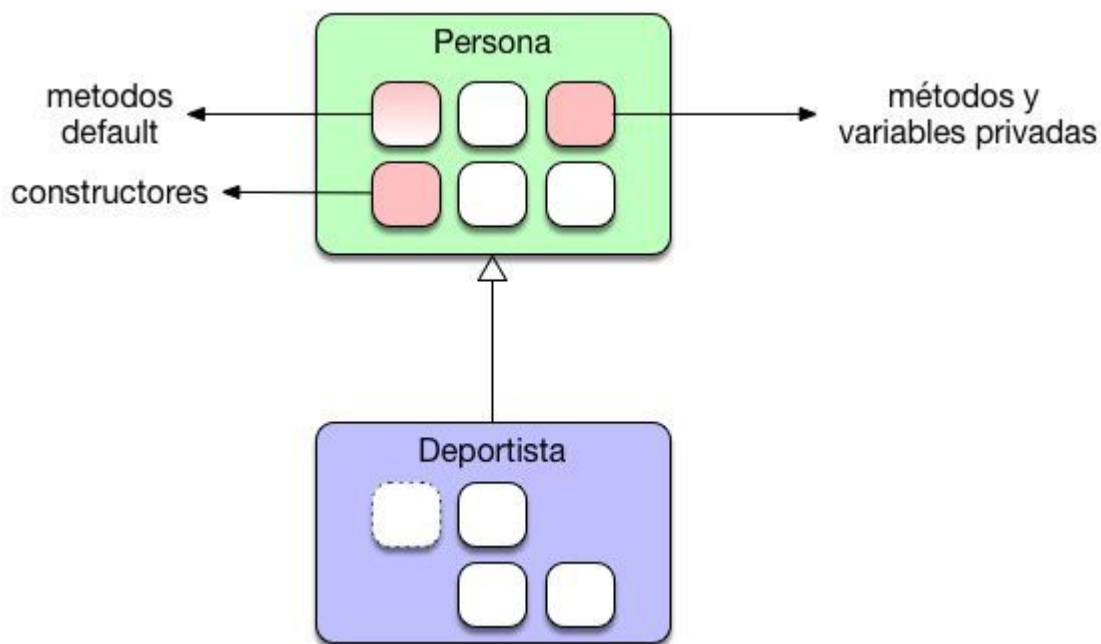 Persona
metodos
default
métodos y
variables privadas
constructores
Deportista